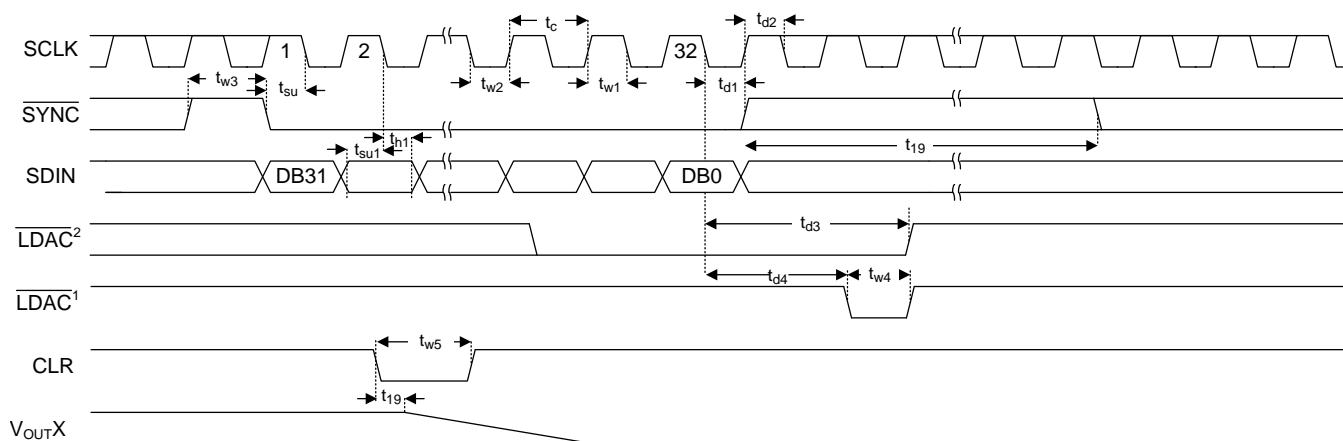 t_c
t_d2
SCLK
1
2
32
t_w3
t_su
t_w2
t_w1
t_d1
SYNC
t_h1
t_su1
t_19
SDIN
DB31
DB0
LDAC²
t_d3
t_d4
t_w4
LDAC¹
CLR
t_w5
t_19
V_OUTX